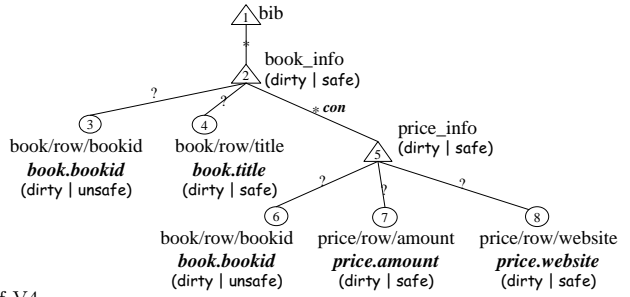 1 bib
*
book_info
2 (dirty | safe)
? ? * con
3 4 price_info
book/row/bookid book/row/title (dirty | safe)
book.bookid book.title 5
(dirty | unsafe) (dirty | safe)
? ? ?
6 7 8
book/row/bookid price/row/amount price/row/website
book.bookid price.amount price.website
(dirty | unsafe) (dirty | safe) (dirty | safe)